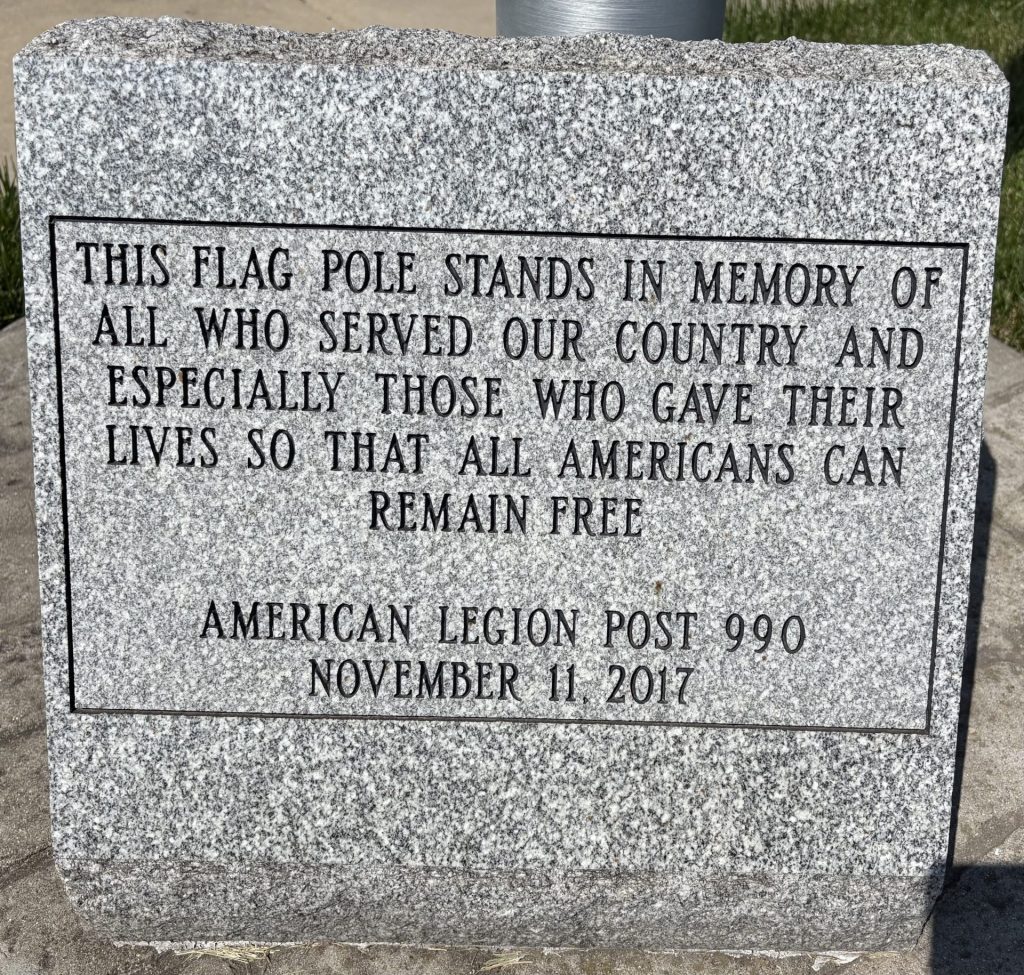 THIS FLAG POLE STANDS IN MEMORY OF
ALL WHO SERVED OUR COUNTRY AND
ESPECIALLY THOSE WHO GAVE THEIR
LIVES SO THAT ALL AMERICANS CAN
REMAIN FREE
AMERICAN LEGION POST 990
NOVEMBER 11, 2017